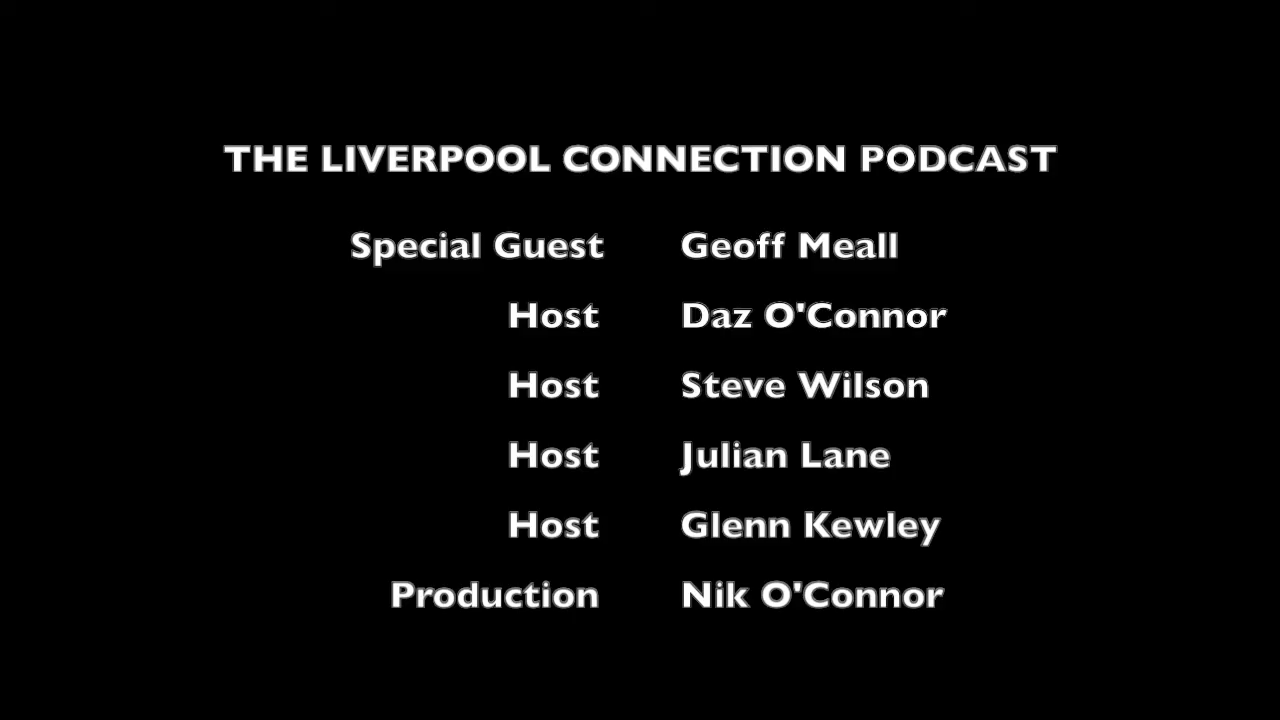 THE LIVERPOOL CONNECTION PODCAST
Special Guest Geoff Meall
Host Daz O'Connor
Host Steve Wilson
Host Julian Lane
Host Glenn Kewley
Production Nik O'Connor